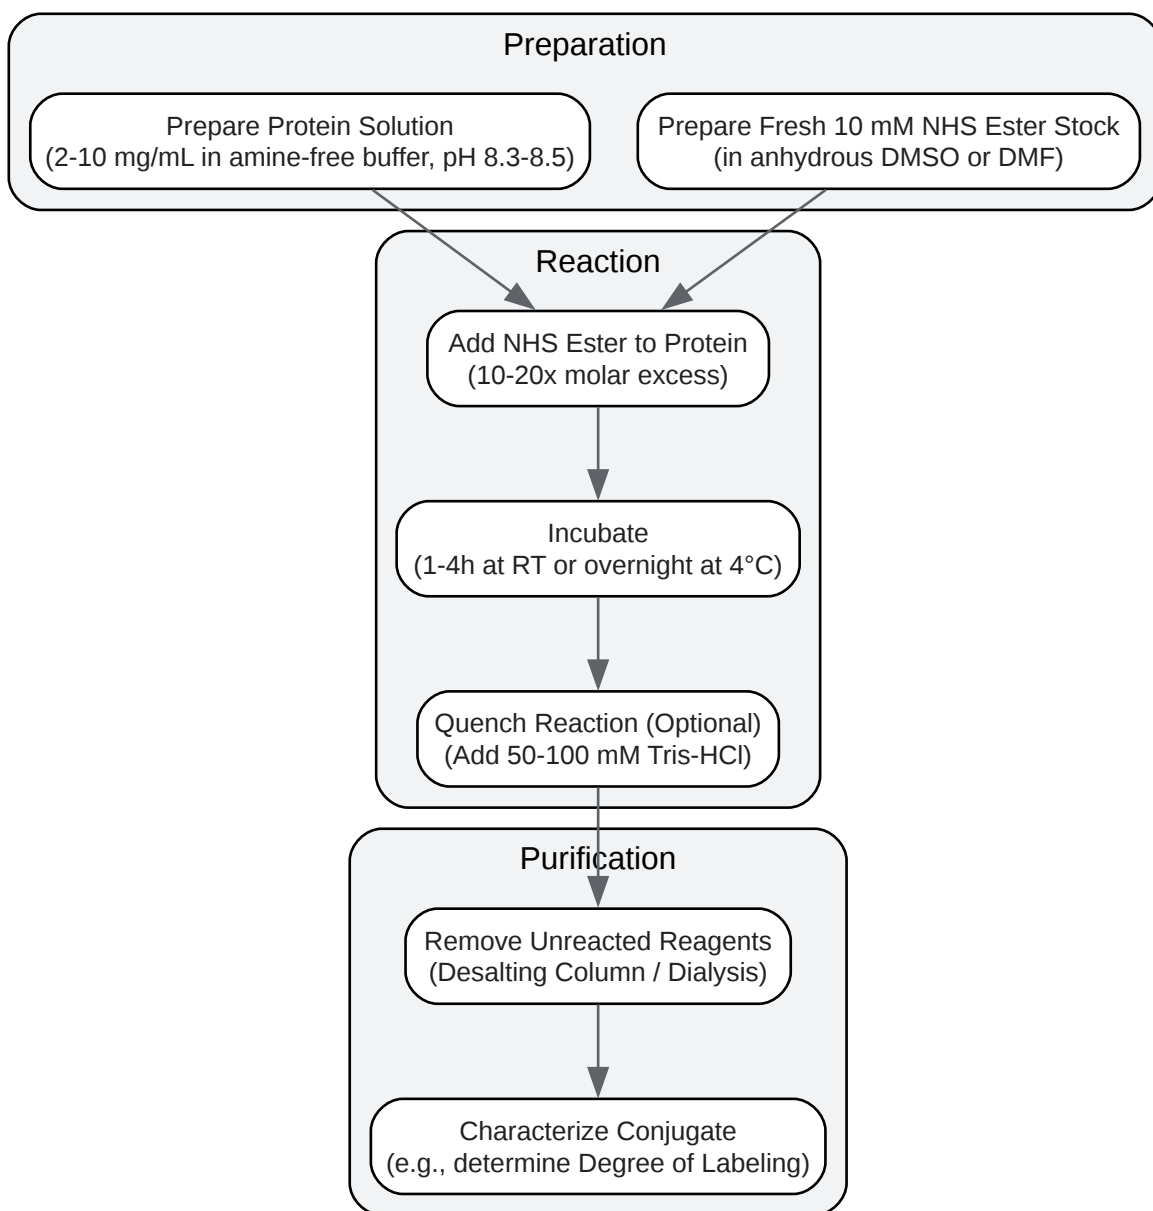 Preparation
Prepare Protein Solution
(2-10 mg/mL in amine-free buffer, pH 8.3-8.5)
Prepare Fresh 10 mM NHS Ester Stock
(in anhydrous DMSO or DMF)
Reaction
Add NHS Ester to Protein
(10-20x molar excess)
Incubate
(1-4h at RT or overnight at 4°C)
Quench Reaction (Optional)
(Add 50-100 mM Tris-HCl)
Purification
Remove Unreacted Reagents
(Desalting Column / Dialysis)
Characterize Conjugate
(e.g., determine Degree of Labeling)